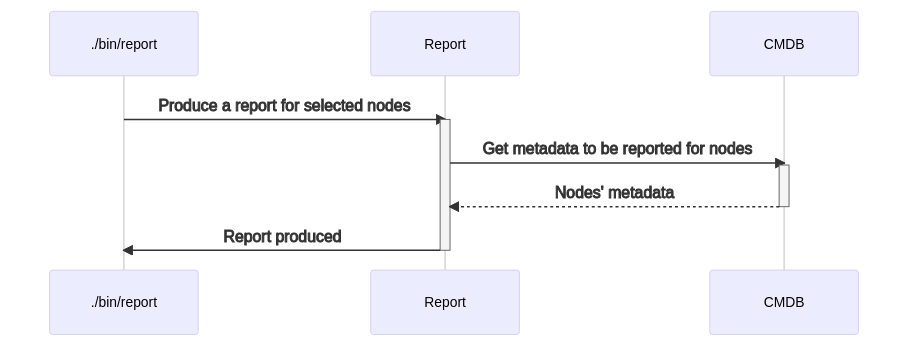 ./bin/report
Report
CMDB
Produce a report for selected nodes
Get metadata to be reported for nodes
Nodes' metadata
Report produced
./bin/report
Report
CMDB